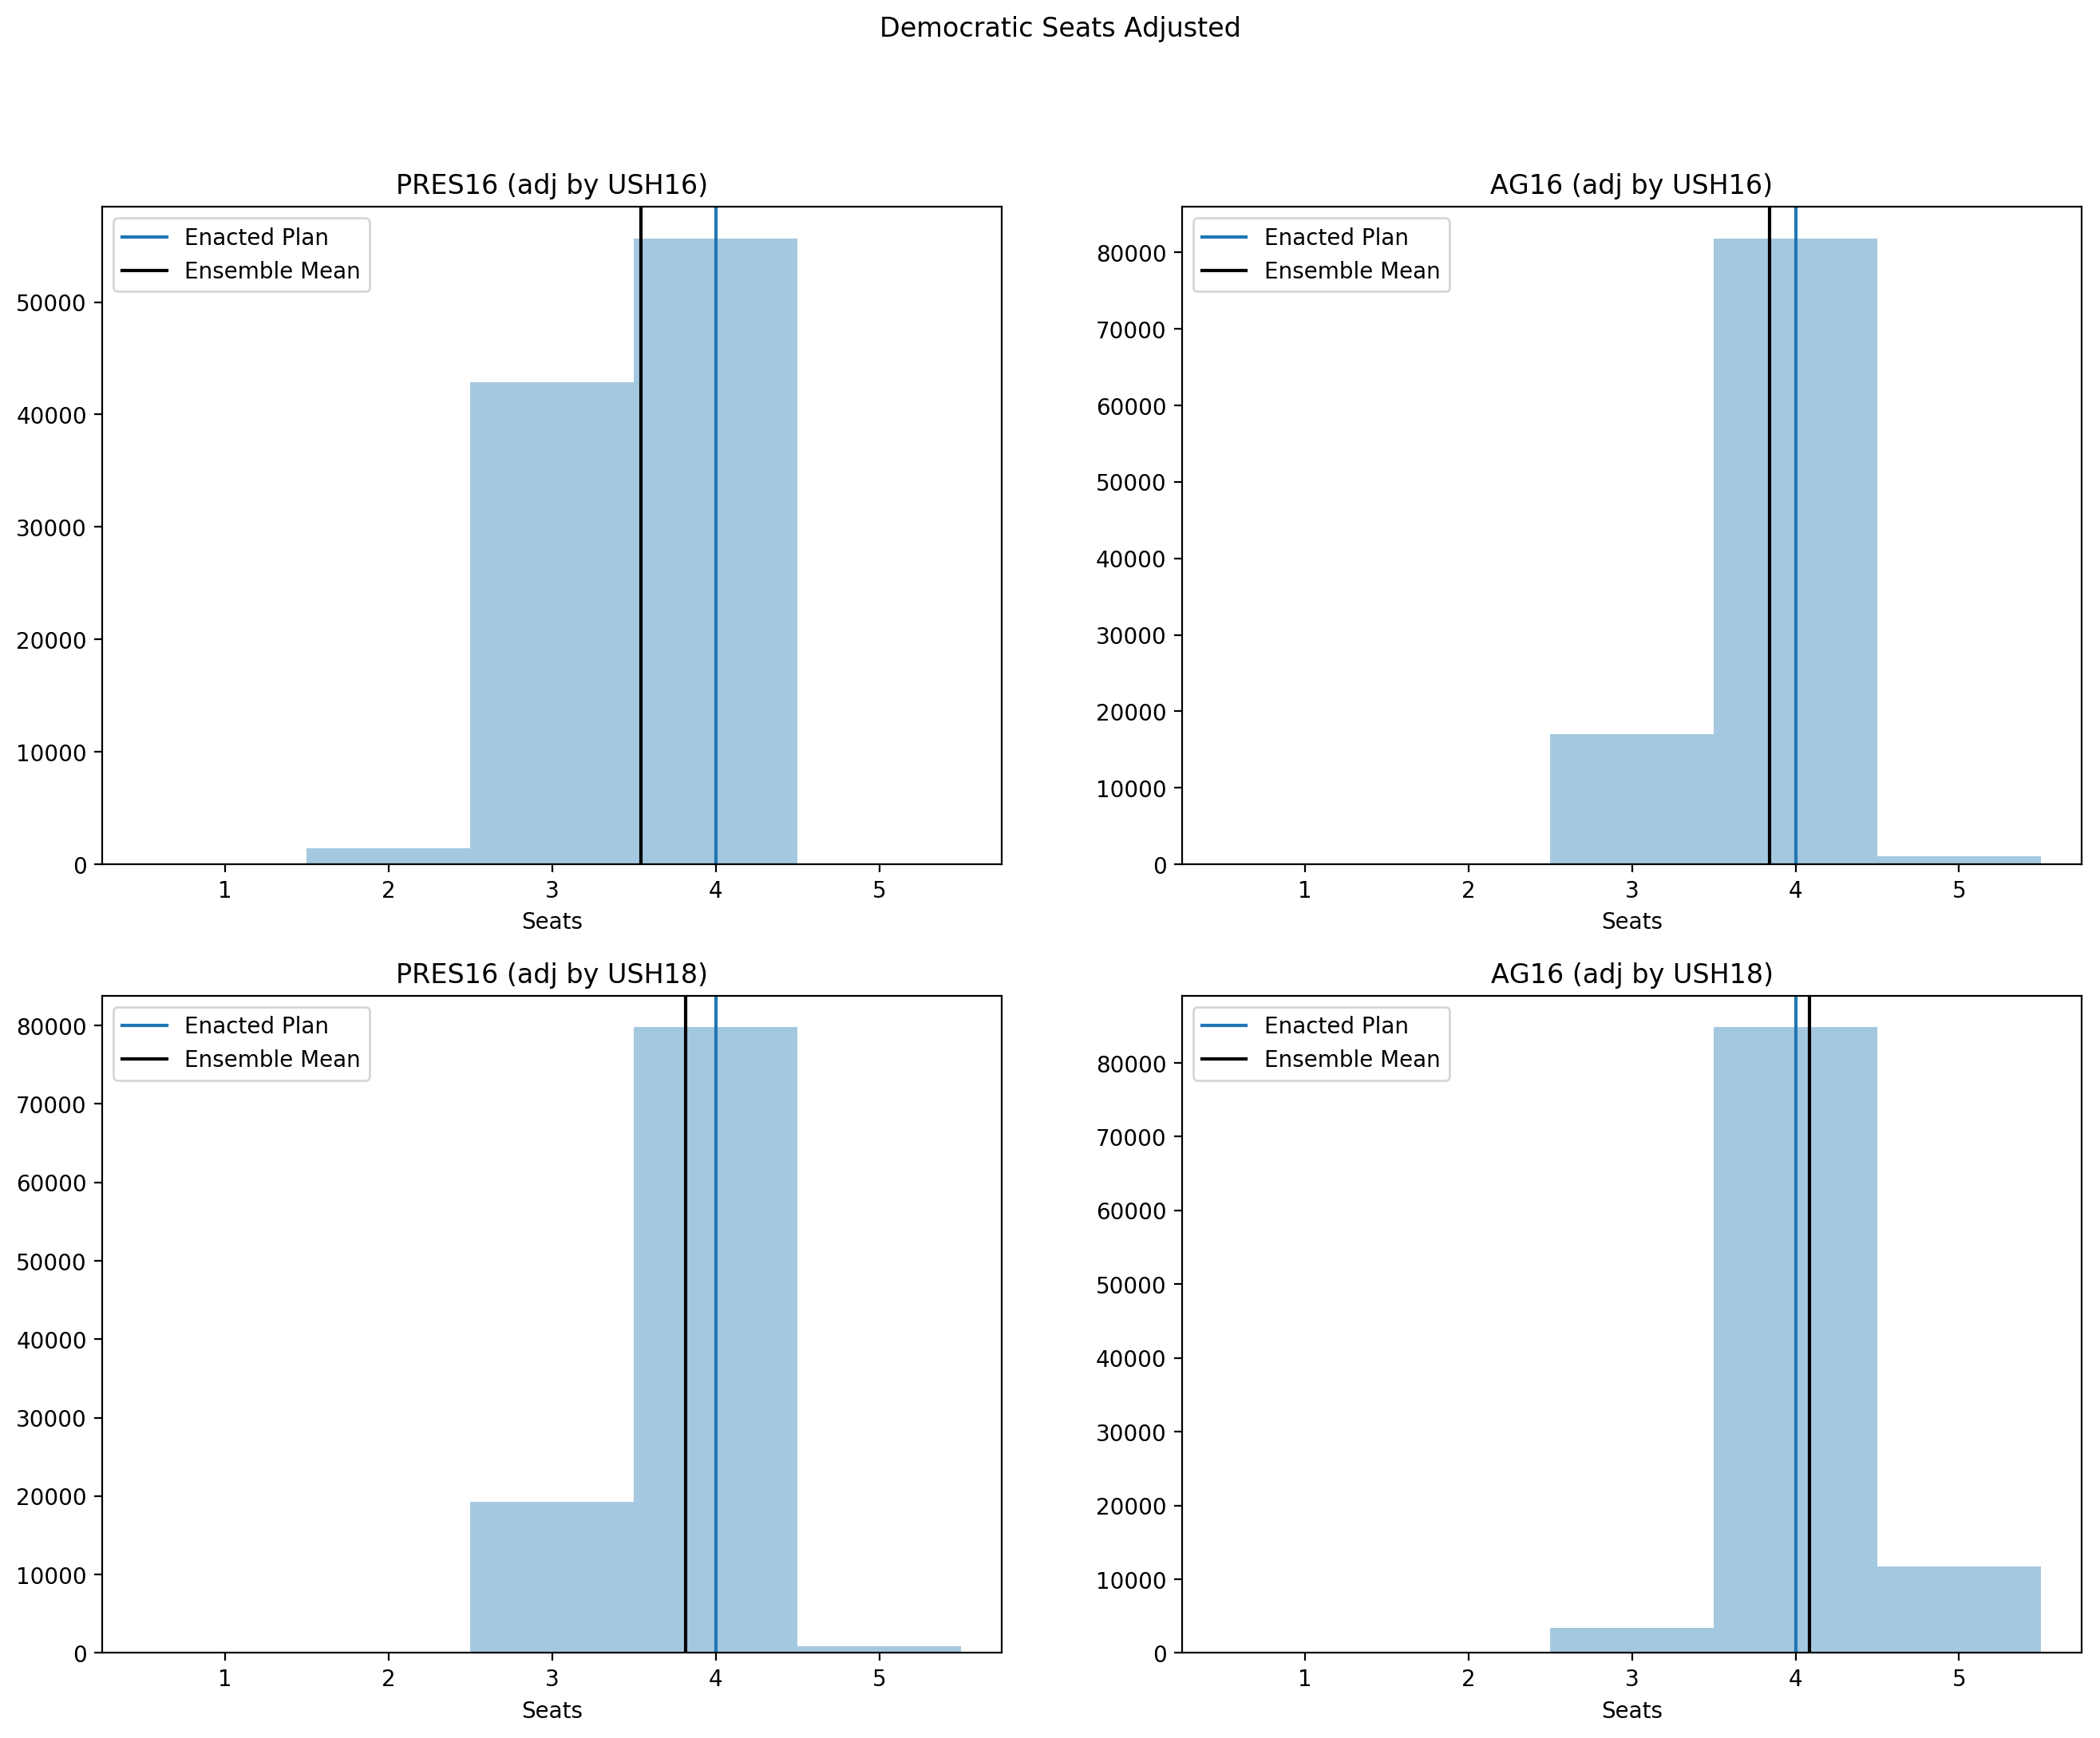 Democratic Seats Adjusted
PRES16 (adj by USH16)
Enacted Plan
Ensemble Mean
50000
40000
30000
20000
10000
0
1 2 3 4 5
Seats
AG16 (adj by USH16)
Enacted Plan
Ensemble Mean
80000
70000
60000
50000
40000
30000
20000
10000
0
1 2 3 4 5
Seats
PRES16 (adj by USH18)
Enacted Plan
Ensemble Mean
80000
70000
60000
50000
40000
30000
20000
10000
0
1 2 3 4 5
Seats
AG16 (adj by USH18)
Enacted Plan
Ensemble Mean
80000
70000
60000
50000
40000
30000
20000
10000
0
1 2 3 4 5
Seats